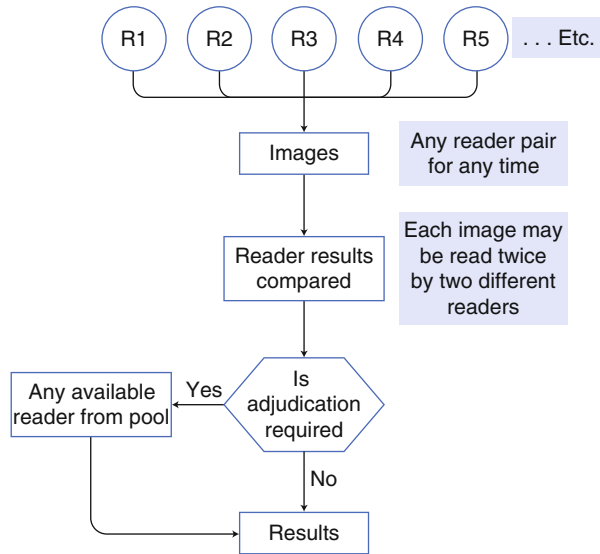 R1 R2 R3 R4 R5 . . . Etc.
Images
Any reader pair
for any time
Reader results
compared
Each image may
be read twice
by two different
readers
Is
adjudication
required
Yes
Any available
reader from pool
No
Results